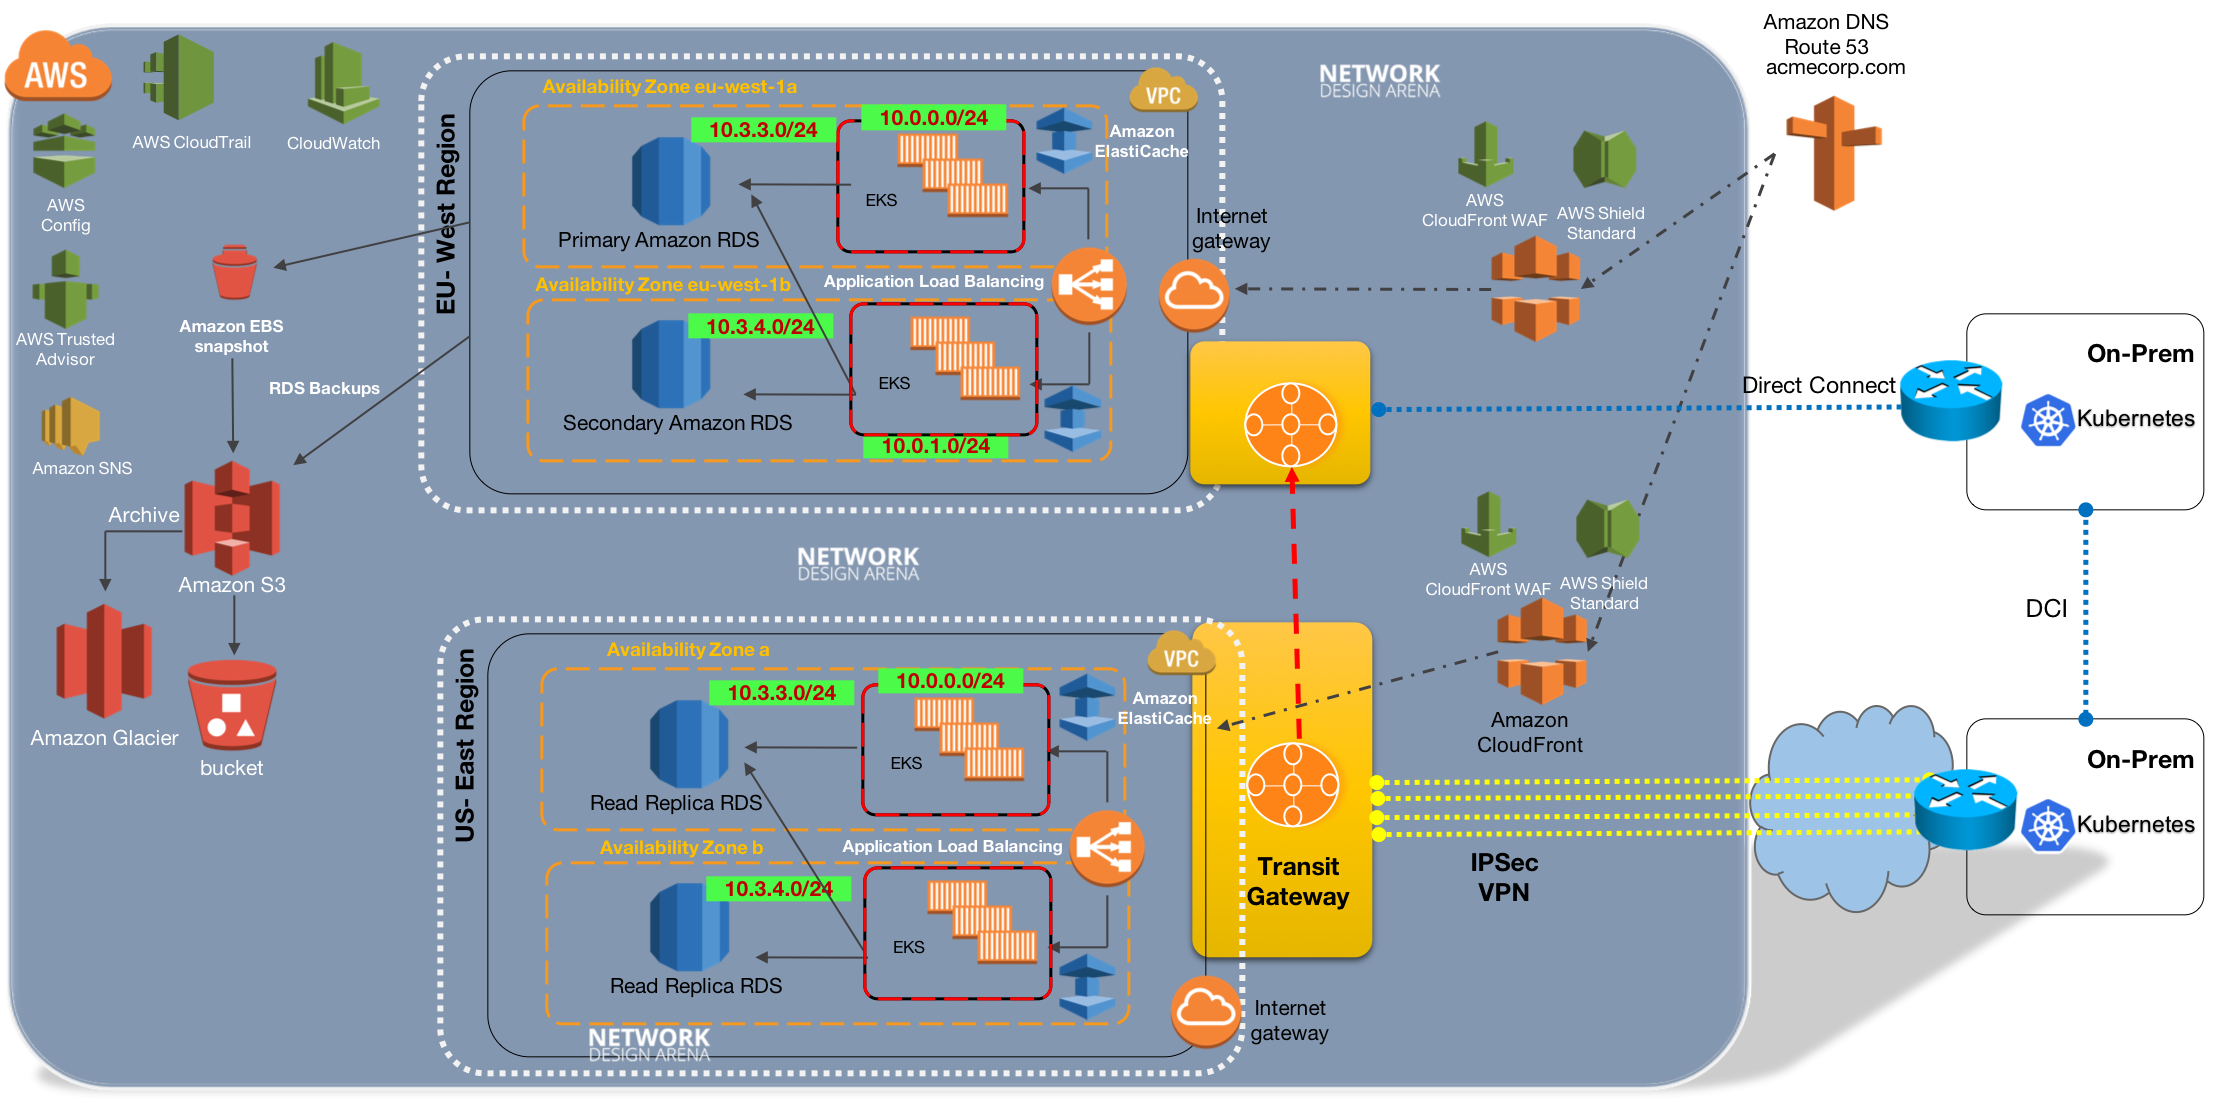 AWS
AWS CloudTrail
CloudWatch
AWS
Config
AWS Trusted
Advisor
Amazon SNS
Amazon EBS
snapshot
RDS Backups
Archive
Amazon S3
Amazon Glacier
bucket
EU- West Region
Availability Zone eu-west-1a
VPC
10.3.3.0/24
10.0.0.0/24
Amazon
ElastiCache
EKS
Primary Amazon RDS
Application Load Balancing
Availability Zone eu-west-1b
10.3.4.0/24
EKS
Secondary Amazon RDS
10.0.1.0/24
Internet
gateway
NETWORK
DESIGN ARENA
AWS
CloudFront WAF
AWS Shield
Standard
Amazon DNS
Route 53
acmecorp.com
Direct Connect
On-Prem
Kubernetes
DCI
NETWORK
DESIGN ARENA
AWS
CloudFront WAF
AWS Shield
Standard
Amazon
CloudFront
US- East Region
Availability Zone a
VPC
10.3.3.0/24
10.0.0.0/24
Amazon
ElastiCache
EKS
Read Replica RDS
Application Load Balancing
Availability Zone b
10.3.4.0/24
EKS
Read Replica RDS
NETWORK
DESIGN ARENA
Transit
Gateway
Internet
gateway
IPSec
VPN
On-Prem
Kubernetes